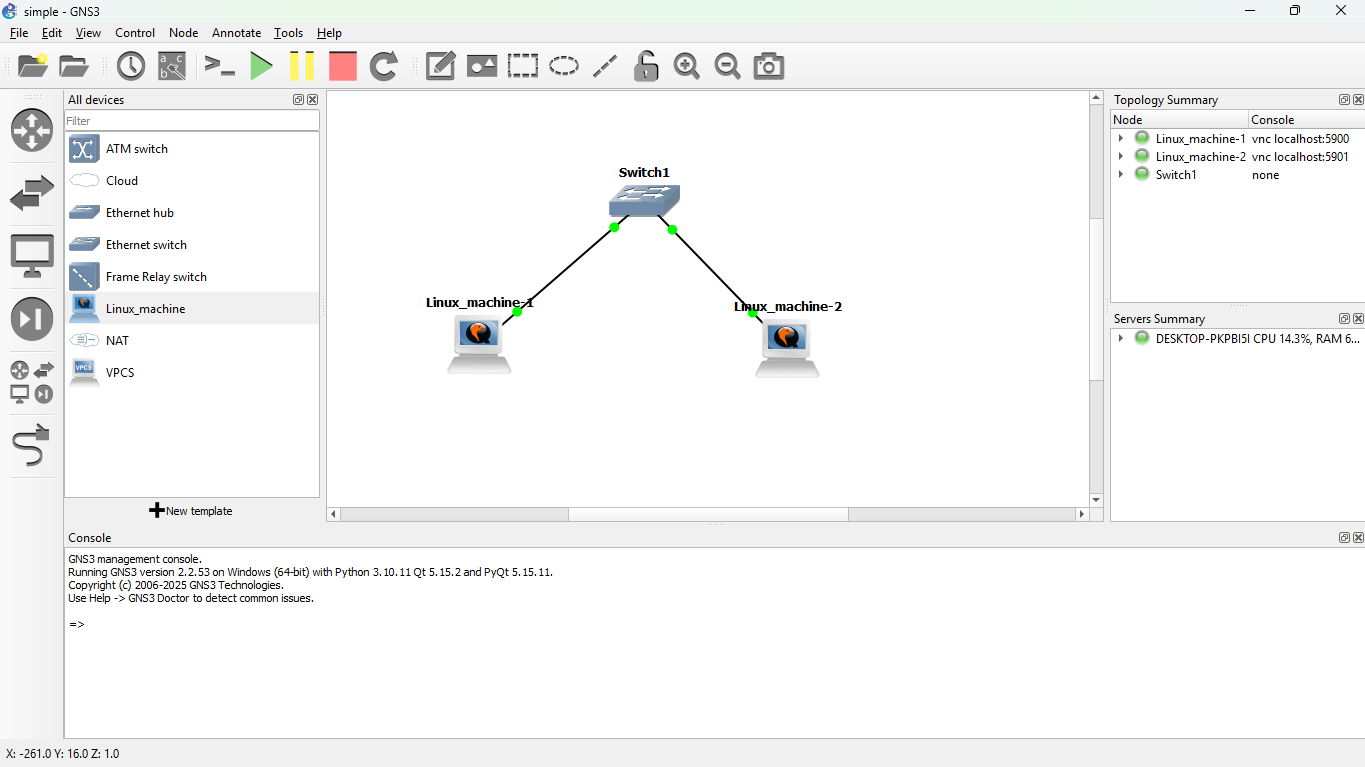 simple - GNS3
File Edit View Control Node Annotate Tools Help
All devices
Filter
ATM switch
Cloud
Ethernet hub
Ethernet switch
Frame Relay switch
Linux_machine
NAT
VPCS
VPCS
New template
Switch1
Linux_machine-1
Linux_machine-2
Topology Summary
Node Console
Linux_machine-1 vnc localhost:5900
Linux_machine-2 vnc localhost:5901
Switch1 none
Servers Summary
DESKTOP-PKPBI5I CPU 14.3%, RAM 6...
Console
GNS3 management console.
Running GNS3 version 2.2.53 on Windows (64-bit) with Python 3.10.11 Qt 5.15.2 and PyQt 5.15.11.
Copyright (c) 2006-2025 GNS3 Technologies.
Use Help -> GNS3 Doctor to detect common issues.
=>
X: -261.0 Y: 16.0 Z: 1.0